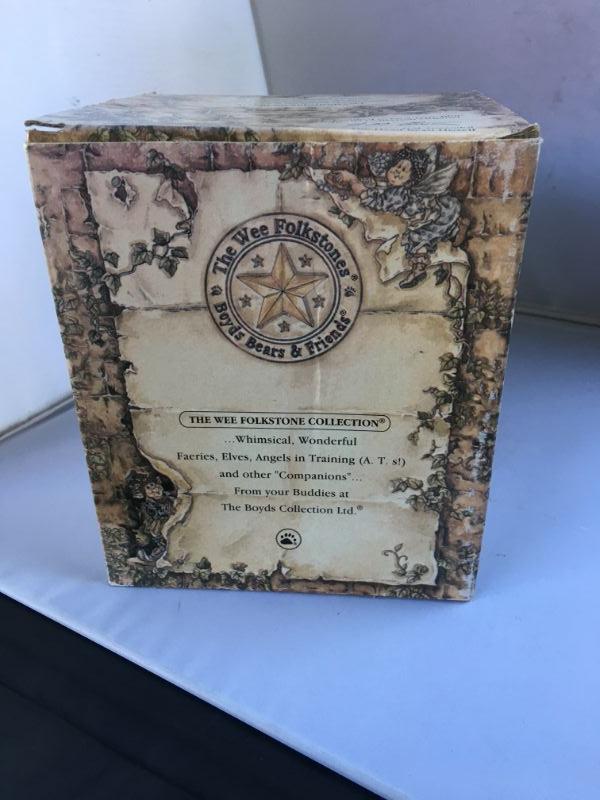 The Wee Folkstones®
Boyds Bears & Friends®
THE WEE FOLKSTONE COLLECTION®
...Whimsical, Wonderful
Faeries, Elves, Angels in Training (A. T. s!)
and other "Companions"...
From your Buddies at
The Boyds Collection Ltd.®